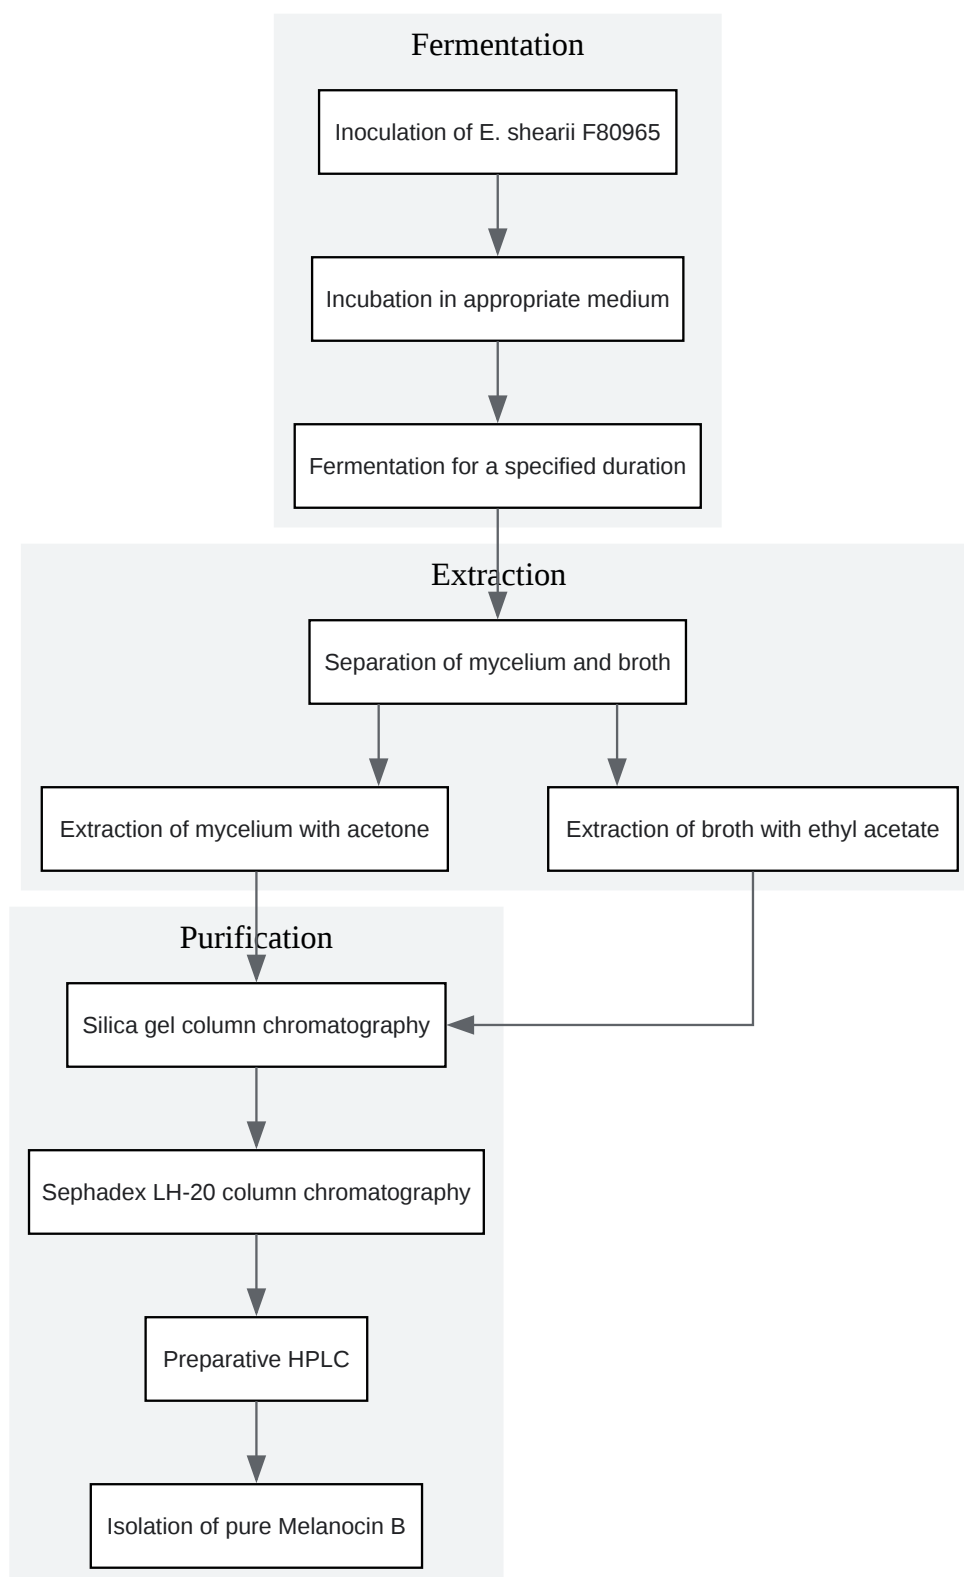 Fermentation
Inoculation of E. shearii F80965
Incubation in appropriate medium
Fermentation for a specified duration
Extraction
Separation of mycelium and broth
Extraction of mycelium with acetone
Extraction of broth with ethyl acetate
Purification
Silica gel column chromatography
Sephadex LH-20 column chromatography
Preparative HPLC
Isolation of pure Melanocin B